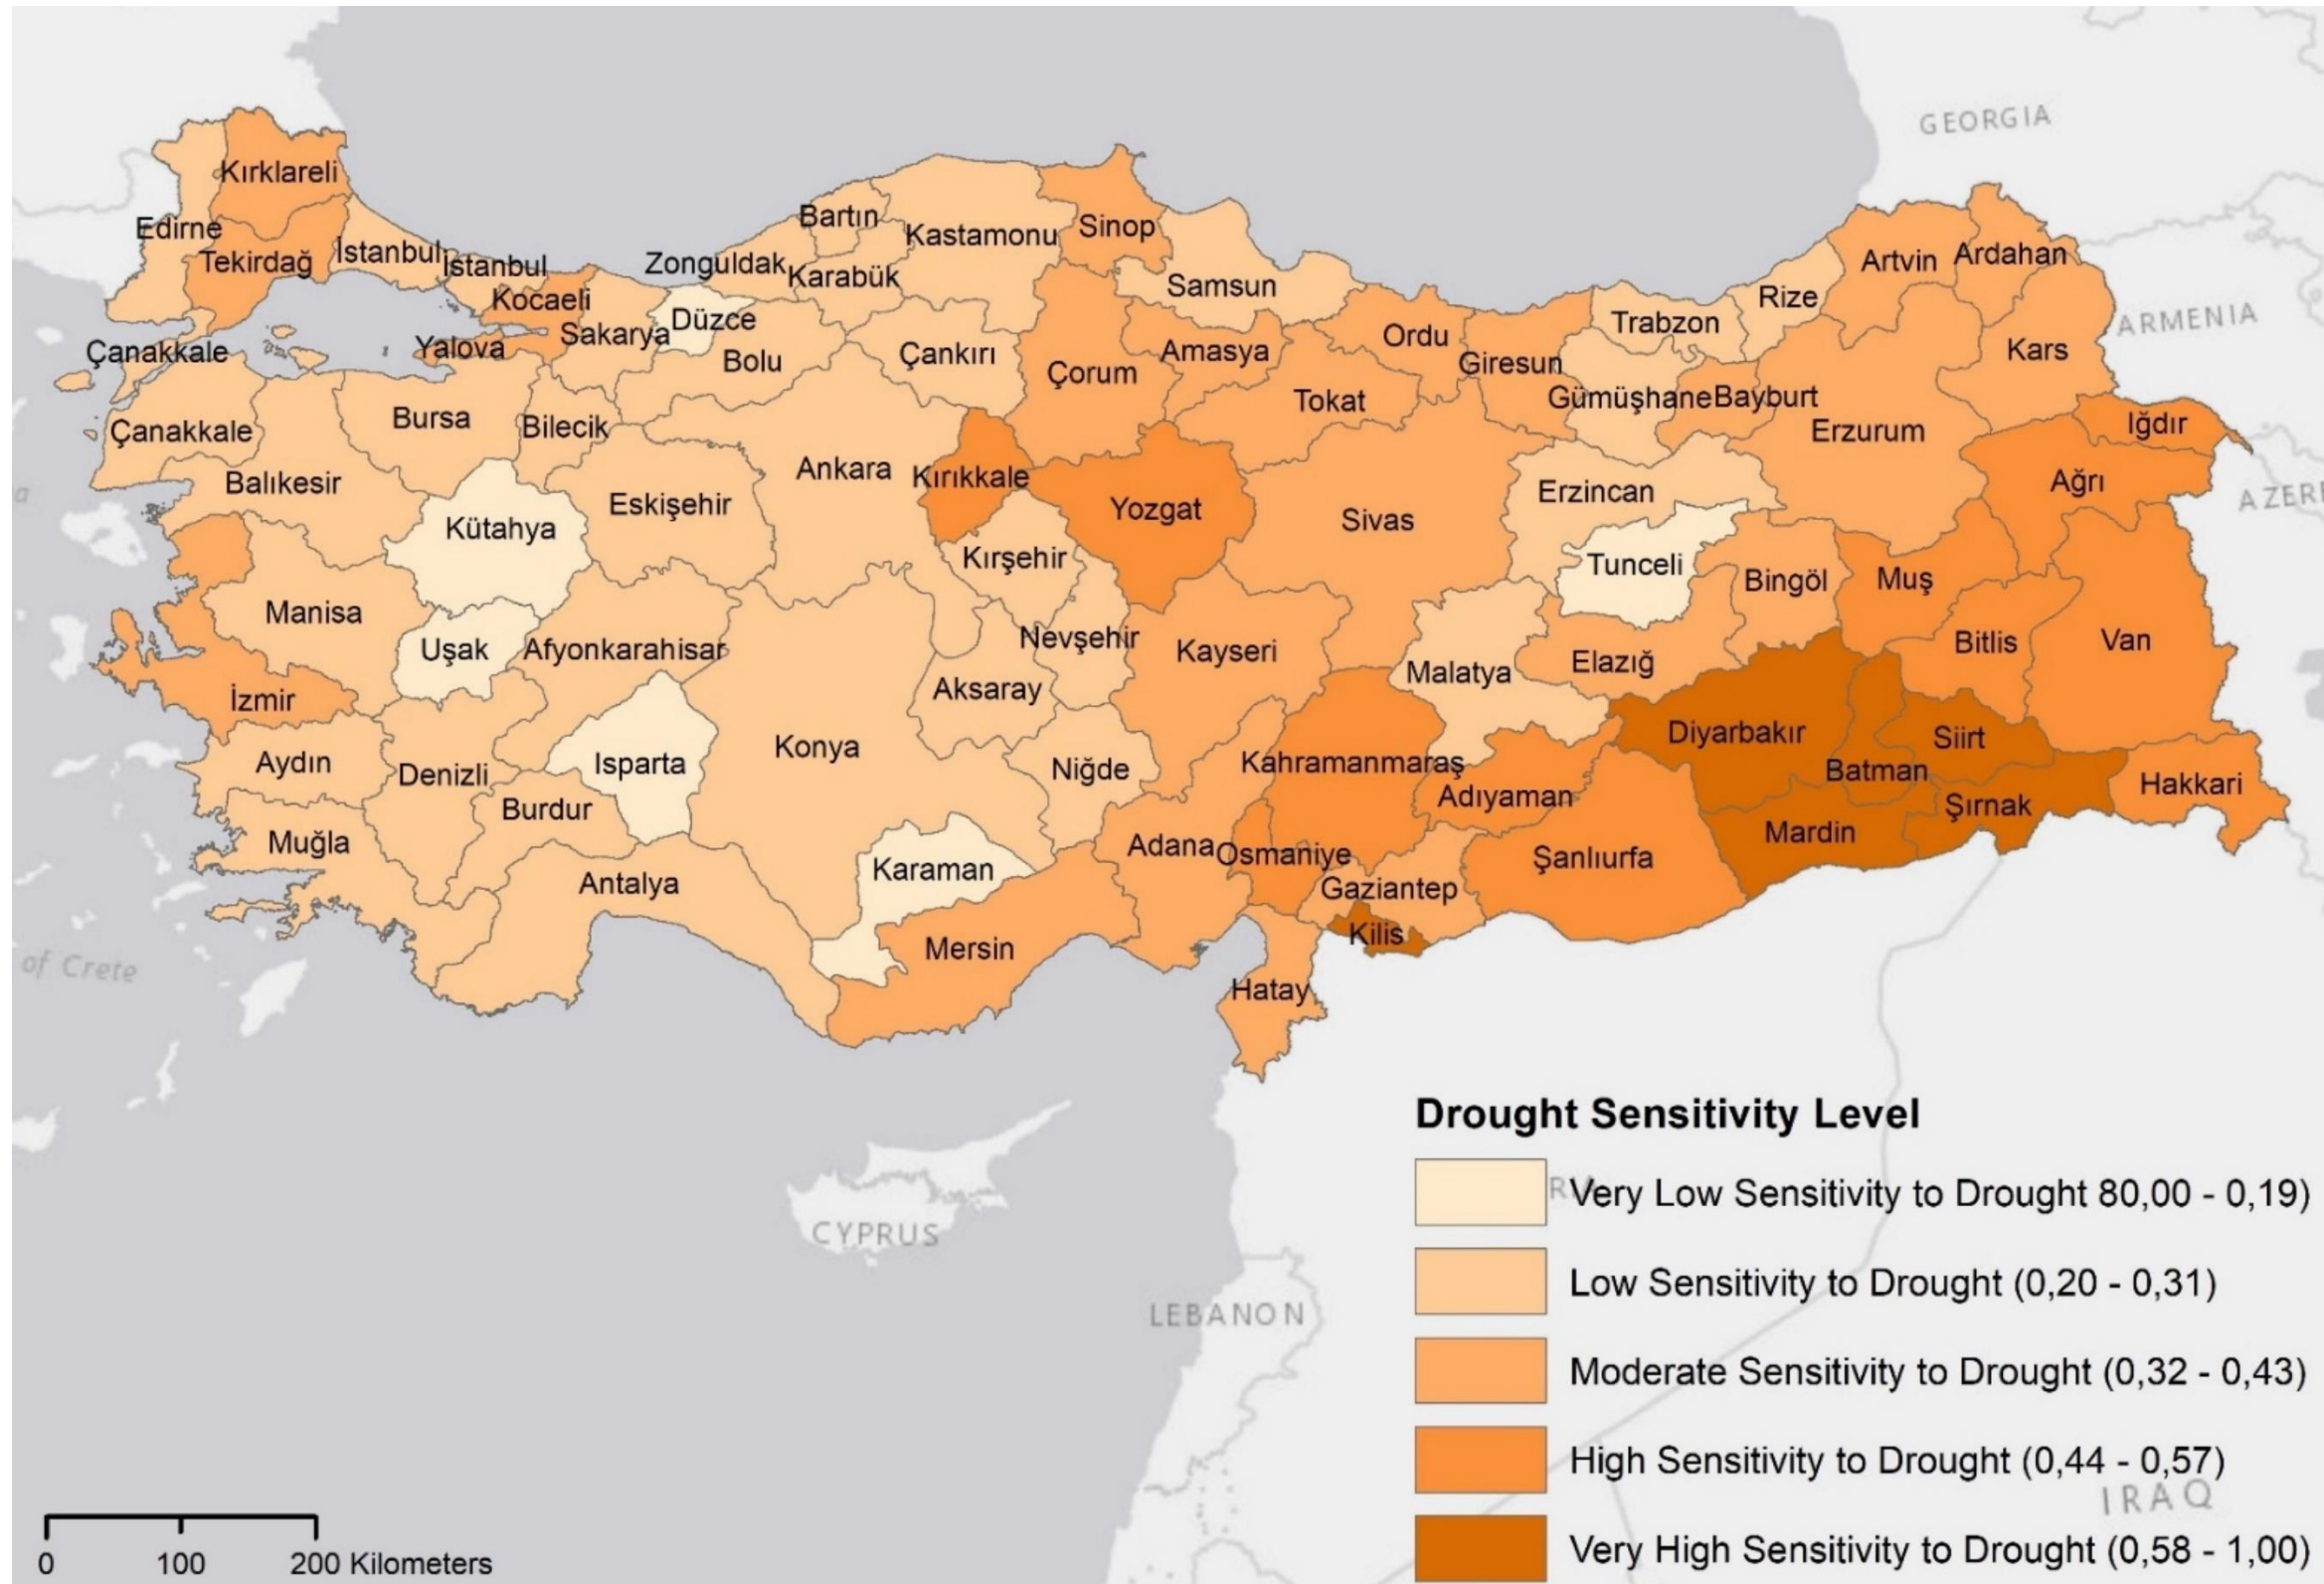 GEORGIA
Kırklareli
Bartın
Edirne
Sinop
Kastamonu
Tekirdağ
İstanbul
İstanbul
Zonguldak
Karabük
Samsun
Artvin
Ardahan
Kocaeli
Rize
Düzce
Trabzon
ARMENIA
Sakarya
Ordu
Yalova
Çanakkale
Bolu
Çankırı
Amasya
Giresun
Kars
Çorum
Tokat
Gümüşhane
Bayburt
Bursa
Bilecik
Çanakkale
Erzurum
Iğdır
Balıkesir
Ankara
Kırıkkale
Ağrı
a
AZER
Eskişehir
Yozgat
Erzincan
Sivas
Kütahya
Kırşehir
Tunceli
Bingöl
Muş
Manisa
Nevşehir
Uşak
Afyonkarahisar
Kayseri
Bitlis
Van
Elazığ
Malatya
İzmir
Aksaray
Diyarbakır
Siirt
Aydın
Isparta
Konya
Denizli
Niğde
Kahramanmaraş
Batman
Hakkari
Burdur
Adıyaman
Şırnak
Muğla
Mardin
Adana
Osmaniye
Şanlıurfa
Karaman
Antalya
Gaziantep
Kilis
Mersin
of Crete
Hatay
CYPRUS
LEBANON
Drought Sensitivity Level
RIA
Very Low Sensitivity to Drought 80,00 - 0,19)
Low Sensitivity to Drought (0,20 - 0,31)
Moderate Sensitivity to Drought (0,32 - 0,43)
High Sensitivity to Drought (0,44 - 0,57)
IRAQ
Very High Sensitivity to Drought (0,58 - 1,00)
0 100 200 Kilometers